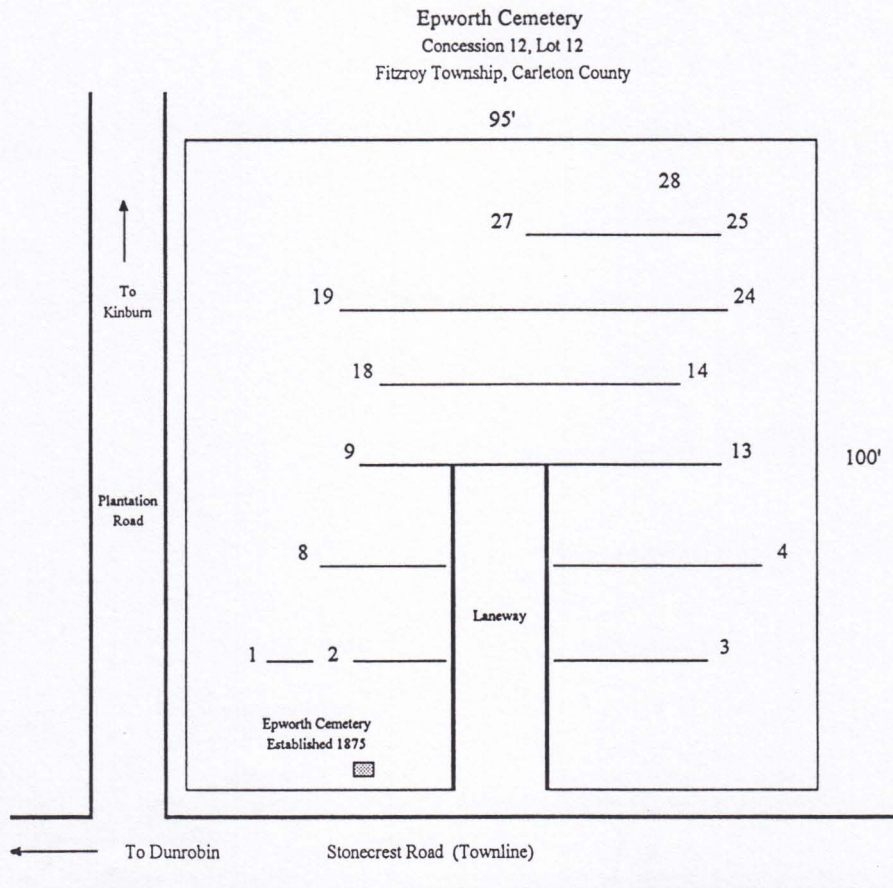 Epworth Cemetery
Concession 12, Lot 12
Fitzroy Township, Carleton County
95'
28
27
25
To
Kinburn
19
24
18
14
9
13
100'
Plantation
Road
8
4
Laneway
1
2
3
Epworth Cemetery
Established 1875
To Dunrobin
Stonecrest Road (Townline)